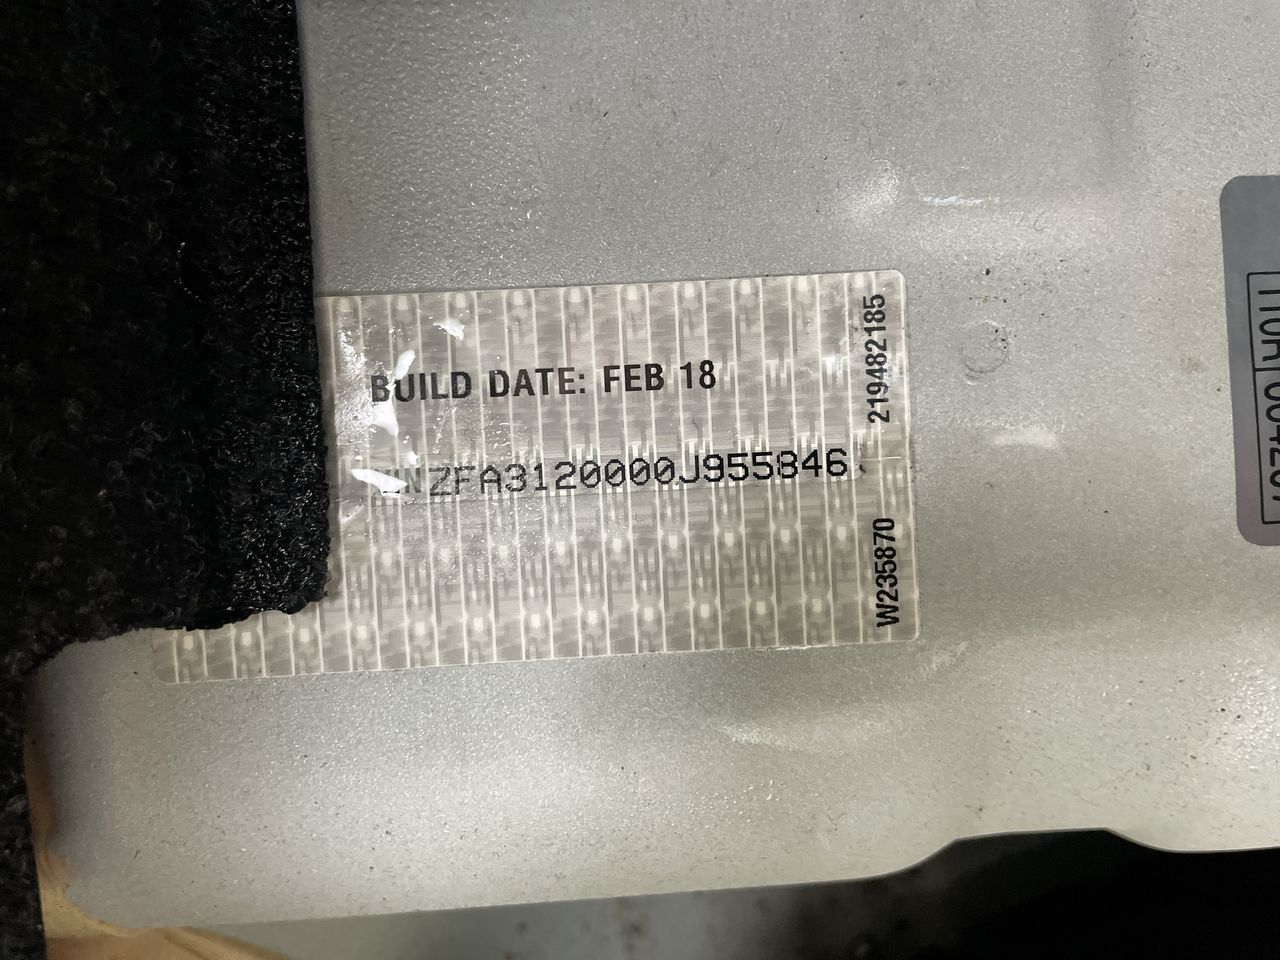 BUILD DATE: FEB 18
ZFA3120000J955846
219482185
W235870